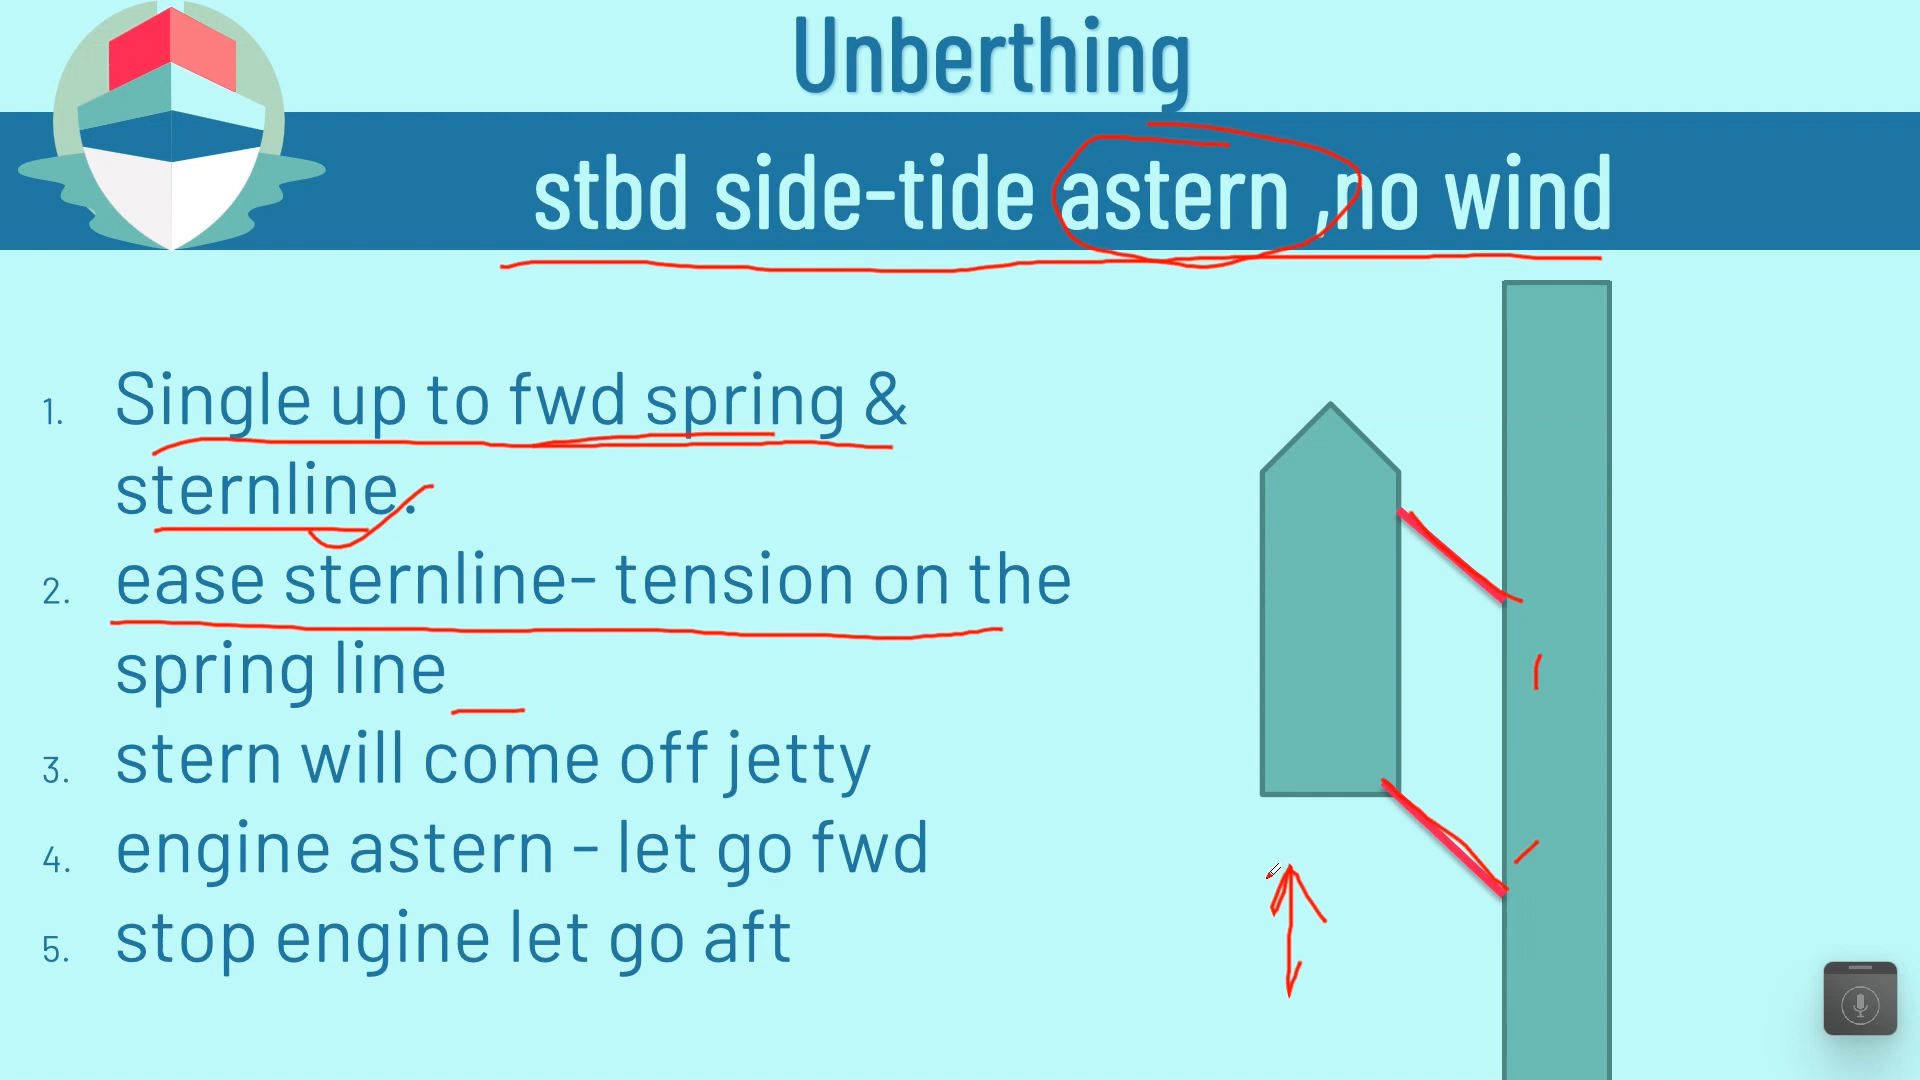 Unberthing
stbd side-tide astern ,no wind
1. Single up to fwd spring &
sternline.
2. ease sternline- tension on the
spring line
3. stern will come off jetty
4. engine astern - let go fwd
5. stop engine let go aft